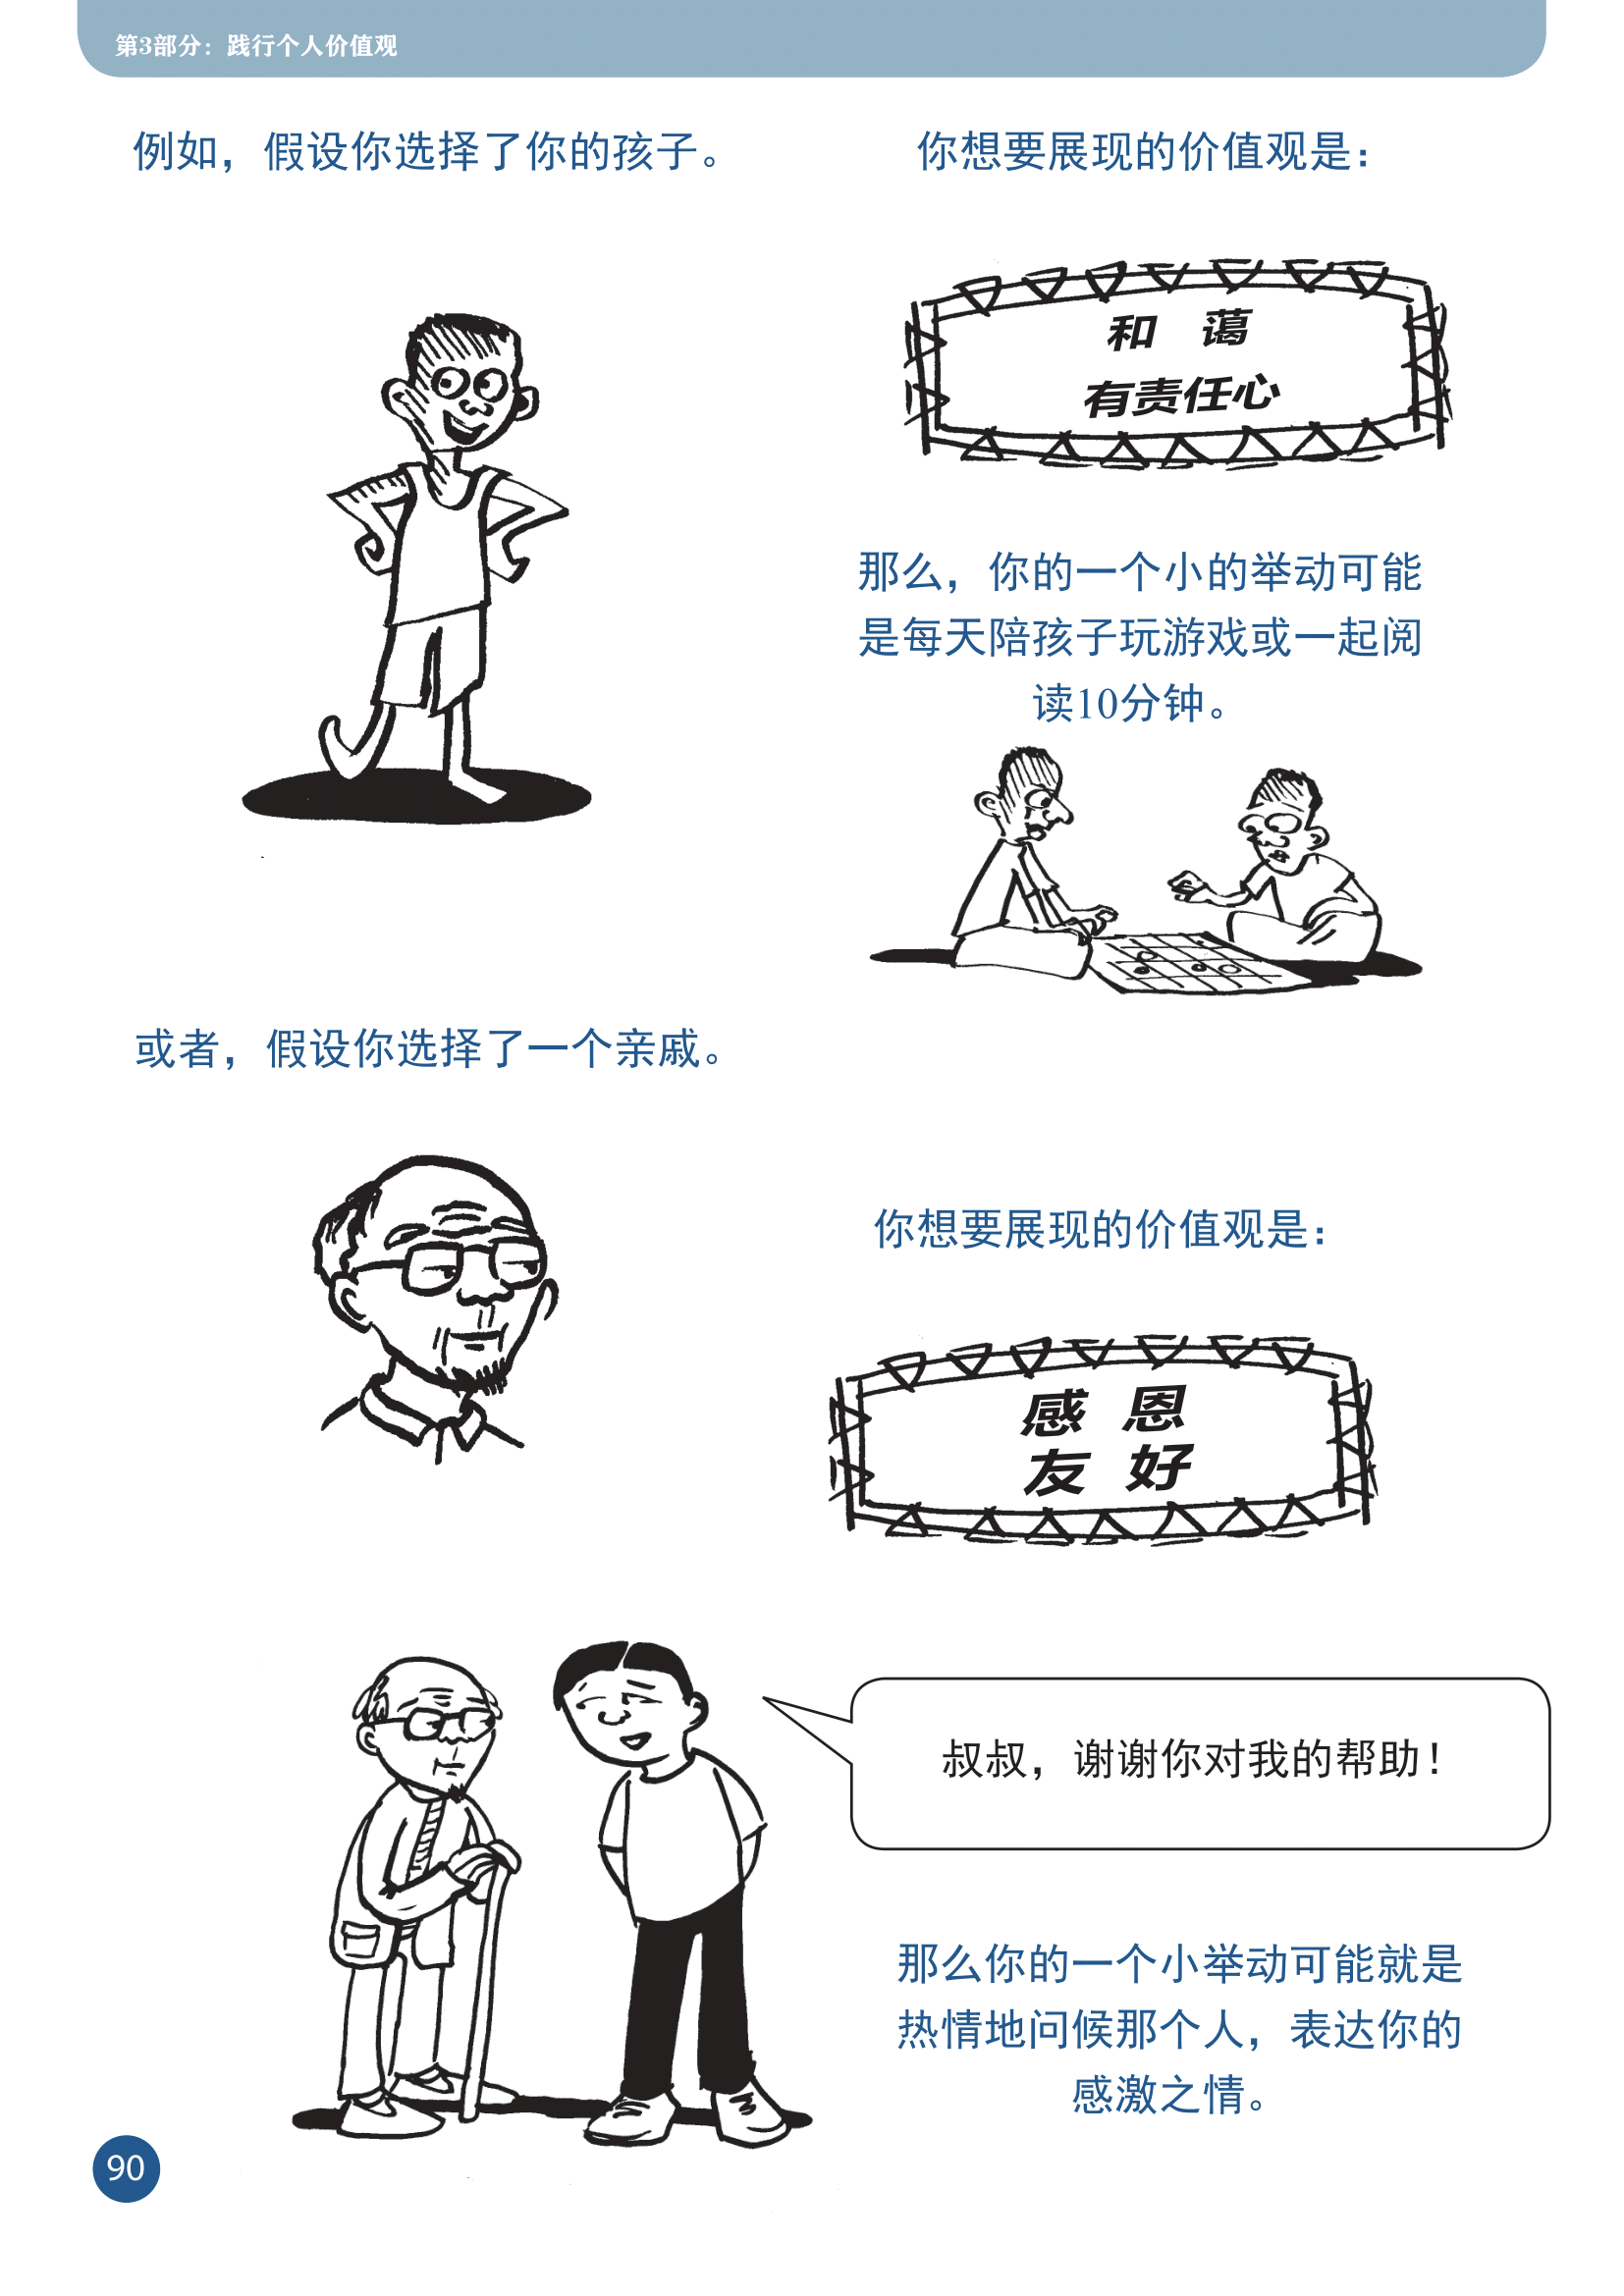 第3部分：践行个人价值观
例如，假设你选择了你的孩子。
你想要展现的价值观是：
和 蔼
有责任心
那么，你的一个小的举动可能
是每天陪孩子玩游戏或一起阅
读10分钟。
或者，假设你选择了一个亲戚。
你想要展现的价值观是：
感 恩
友 好
叔叔，谢谢你对我的帮助！
那么你的一个小举动可能就是
热情地问候那个人，表达你的
感激之情。
90